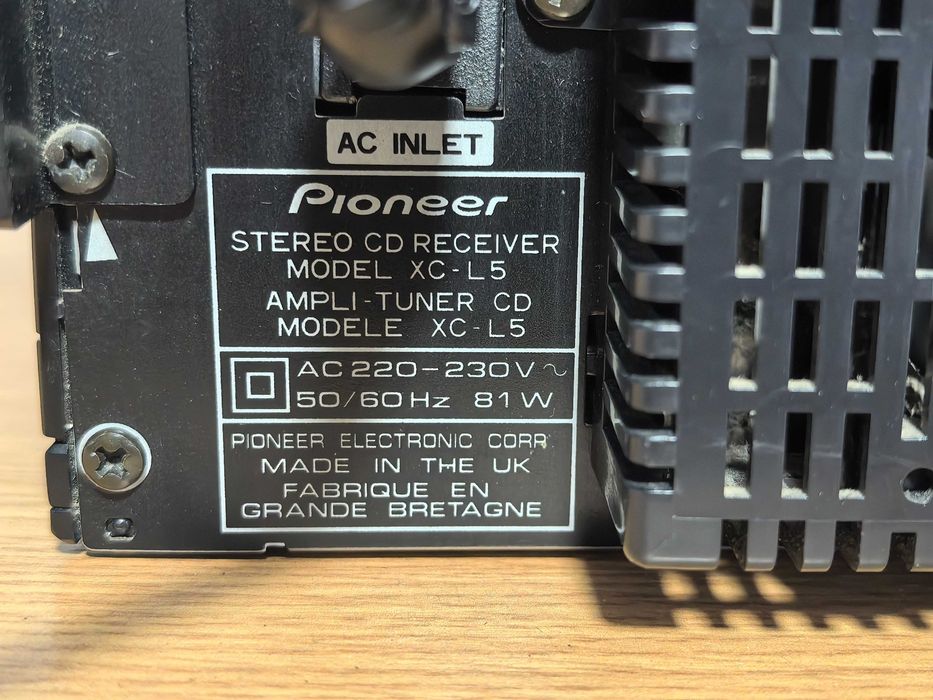 AC INLET
Pioneer
STEREO CD RECEIVER
MODEL XC-L5
AMPLI-TUNER CD
MODELE XC-L5
AC 220-230V~
50/60Hz 81W
PIONEER ELECTRONIC CORP.
MADE IN THE UK
FABRIQUE EN
GRANDE BRETAGNE